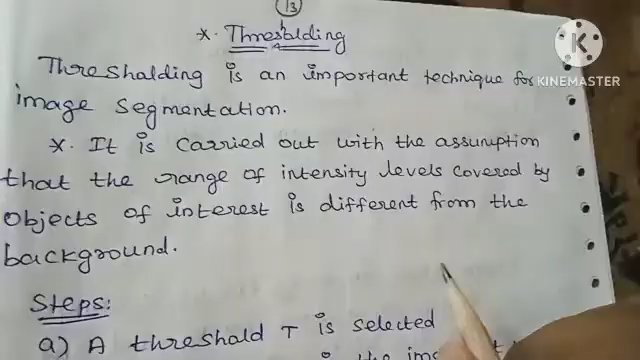 13
* Thresholding
Thresholding is an important technique for
image segmentation.
* It is carried out with the assumption
that the range of intensity levels covered by
objects of interest is different from the
background.
Steps:
a) A threshold T is selected
is the
K
KINEMASTER